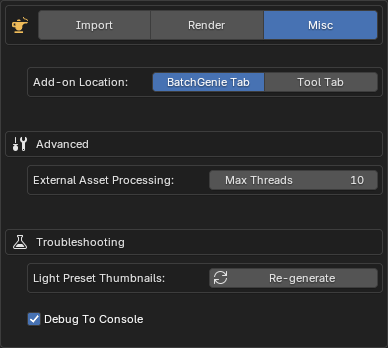 Import Render Misc
Add-on Location: BatchGenie Tab Tool Tab
Advanced
External Asset Processing: Max Threads 10
Troubleshooting
Light Preset Thumbnails: Re-generate
Debug To Console